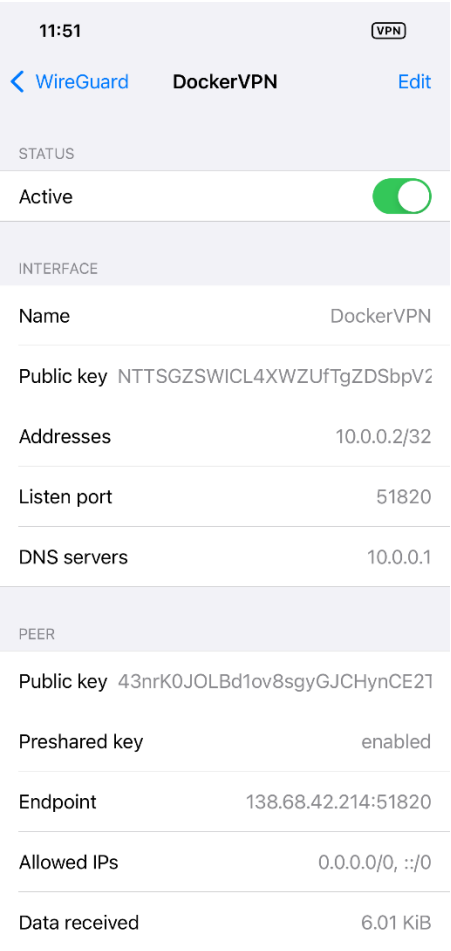 11:51 VPN
WireGuard DockerVPN Edit
STATUS
Active
INTERFACE
Name DockerVPN
Public key NTTSGZSWICL4XWZUfTgZDSbpV2
Addresses 10.0.0.2/32
Listen port 51820
DNS servers 10.0.0.1
PEER
Public key 43nrK0JOLBd1ov8sgyGJCHynCE2T
Preshared key enabled
Endpoint 138.68.42.214:51820
Allowed IPs 0.0.0.0/0, ::/0
Data received 6.01 KiB